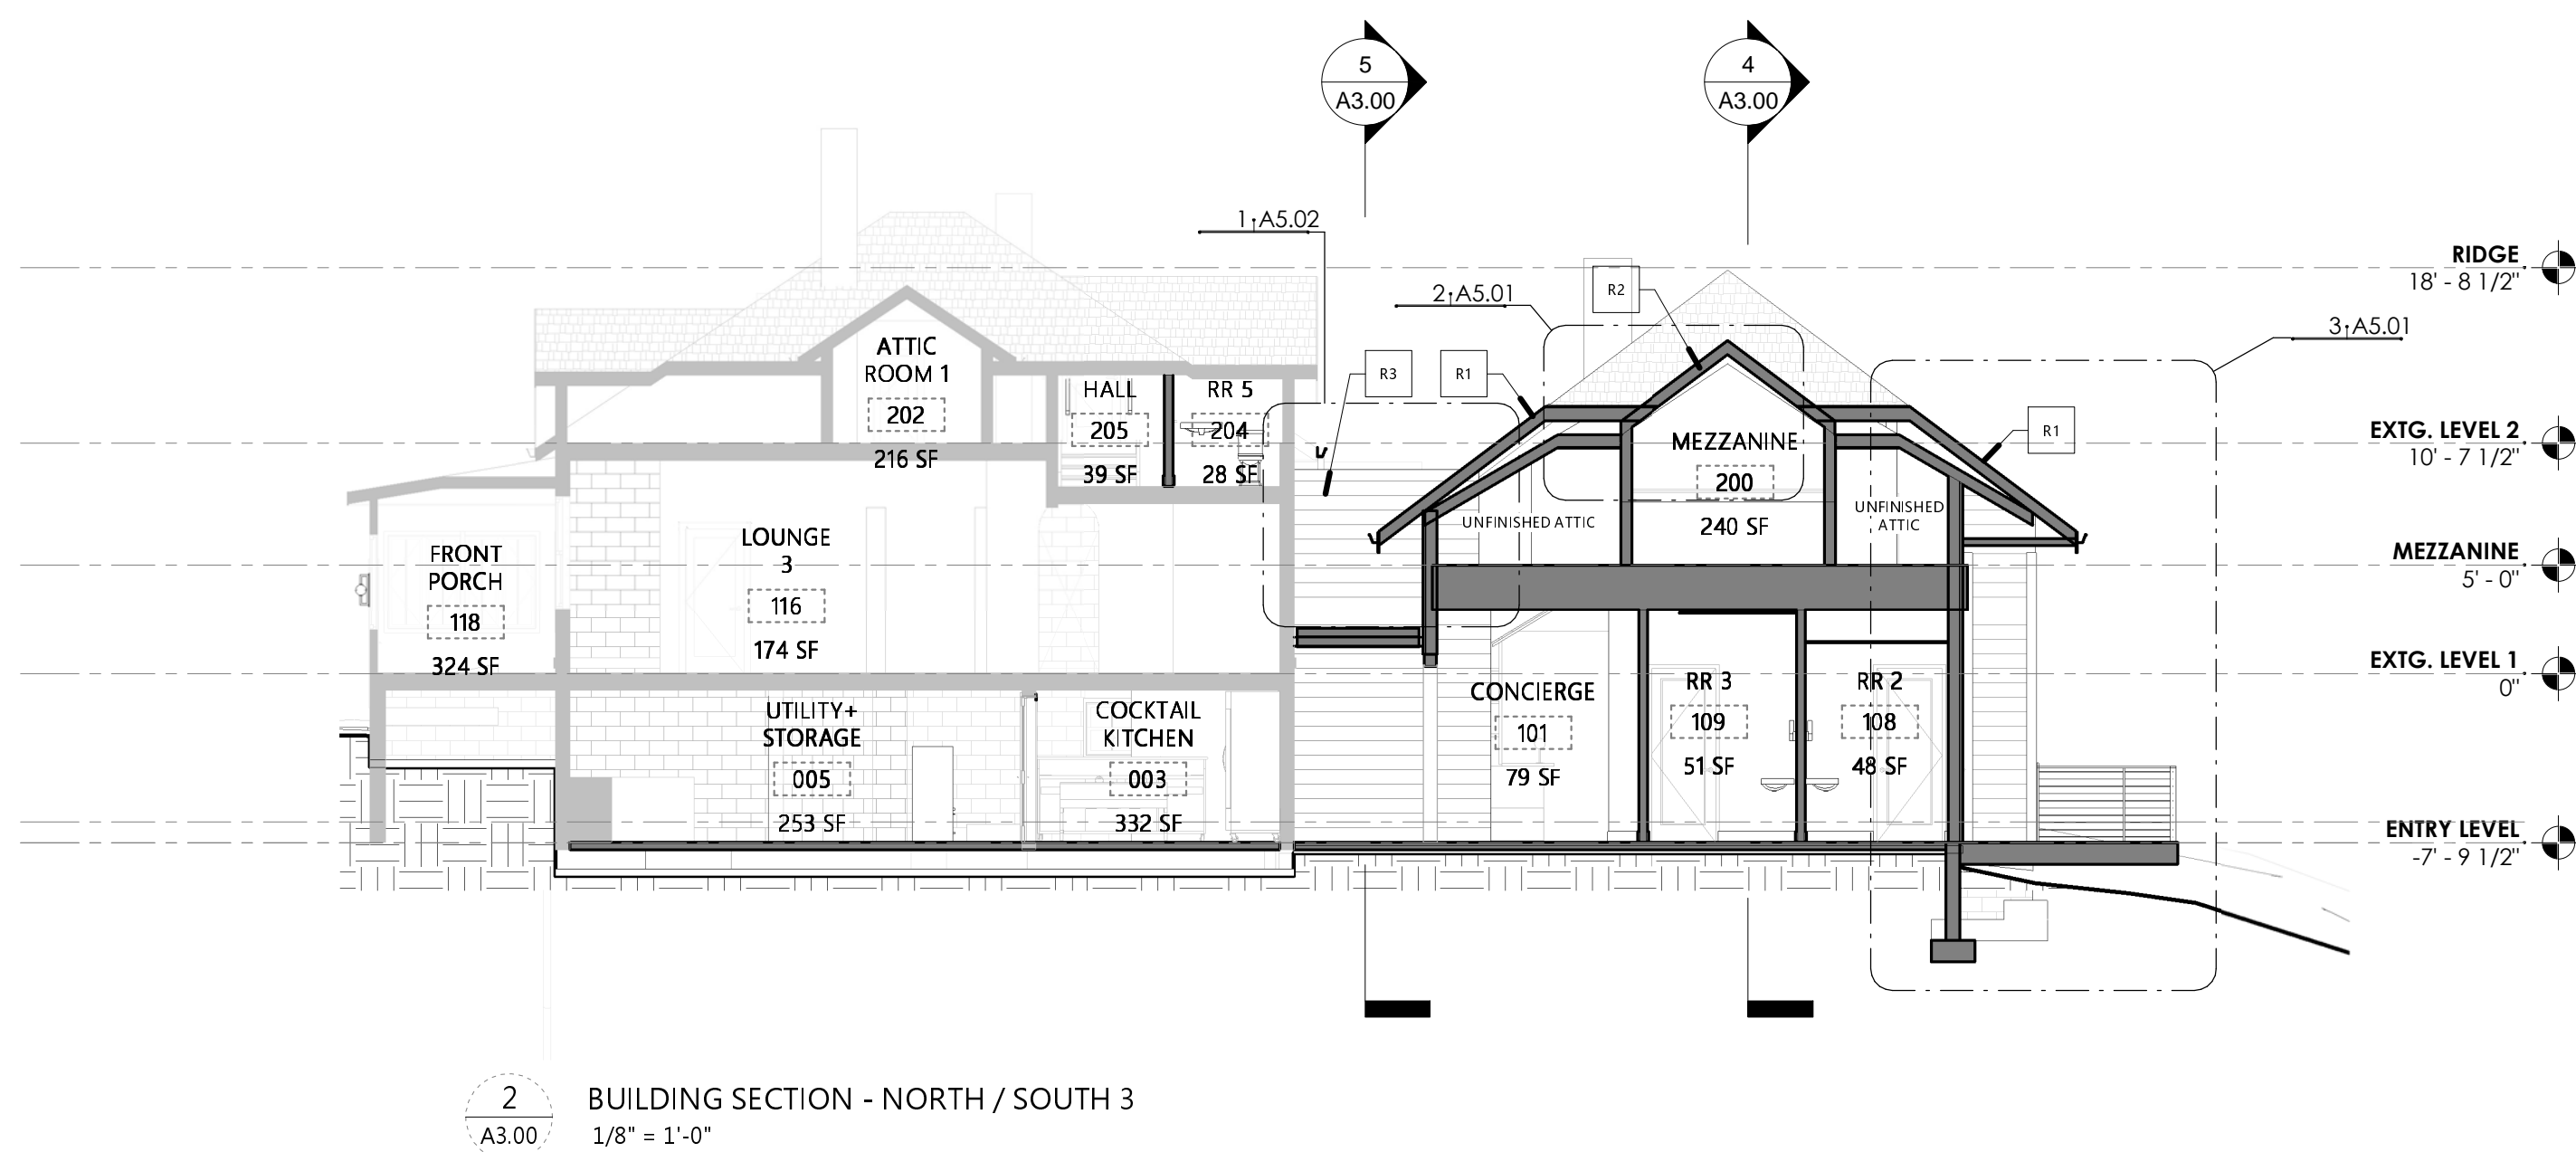 5
A3.00
4
A3.00
1 A5.02
RIDGE
18' - 8 1/2"
R2
2 A5.01
3 A5.01
ATTIC
ROOM 1
202
216 SF
HALL
205
39 SF
RR 5
204
28 SF
R3
R1
R1
EXTG. LEVEL 2
10' - 7 1/2"
MEZZANINE
200
240 SF
UNFINISHED ATTIC
UNFINISHED
ATTIC
FRONT
PORCH
118
324 SF
LOUNGE
3
116
174 SF
MEZZANINE
5' - 0"
EXTG. LEVEL 1
0"
UTILITY+
STORAGE
005
253 SF
COCKTAIL
KITCHEN
003
332 SF
CONCIERGE
101
79 SF
RR 3
109
51 SF
RR 2
108
48 SF
ENTRY LEVEL
-7' - 9 1/2"
2
A3.00
BUILDING SECTION - NORTH / SOUTH 3
1/8" = 1'-0"